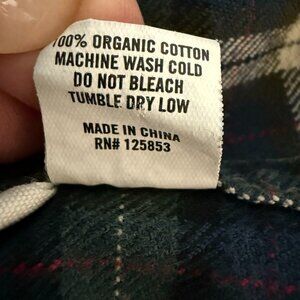 100% ORGANIC COTTON
MACHINE WASH COLD
DO NOT BLEACH
TUMBLE DRY LOW
MADE IN CHINA
RN# 125853